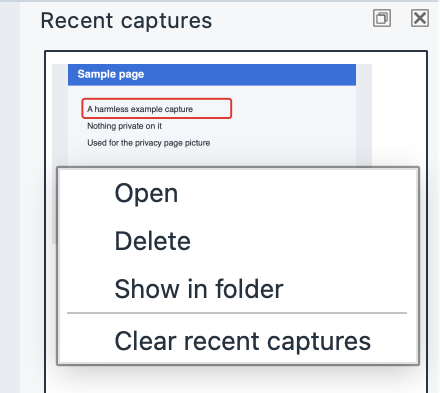 Recent captures
Sample page
A harmless example capture
Nothing private on it
Used for the privacy page picture
Open
Delete
Show in folder
Clear recent captures